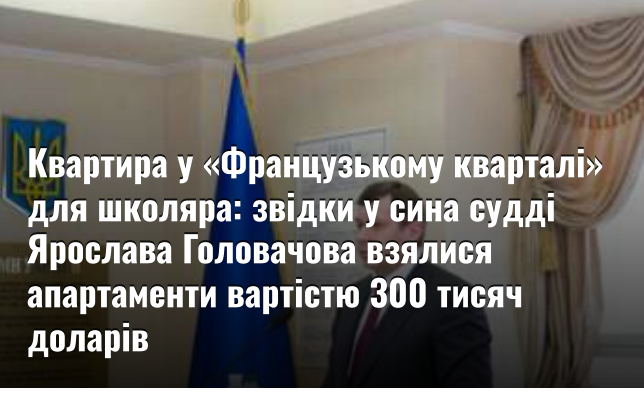 Квартира у «Французькому кварталі»
для школяра: звідки у сина судді
Ярослава Головачова взялися
апартаменти вартістю 300 тисяч
доларів